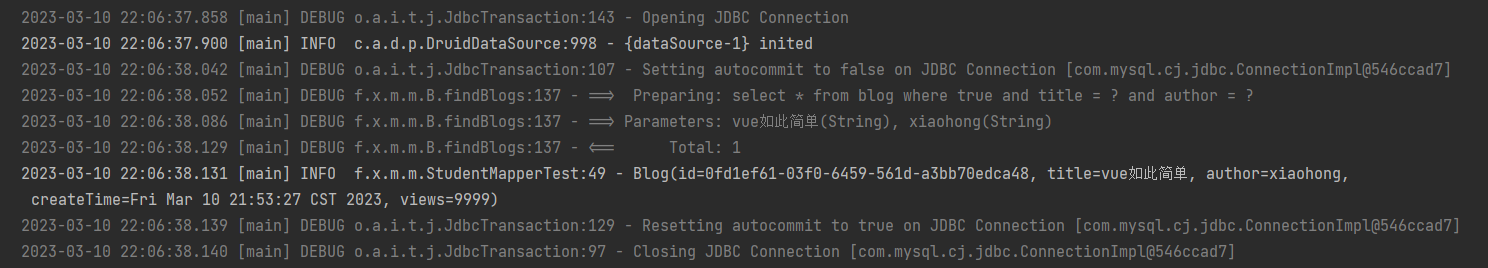 2023-03-10 22:06:37.858 [main] DEBUG o.a.i.t.j.JdbcTransaction:143 - Opening JDBC Connection
2023-03-10 22:06:37.900 [main] INFO  c.a.d.p.DruidDataSource:998 - {dataSource-1} inited
2023-03-10 22:06:38.042 [main] DEBUG o.a.i.t.j.JdbcTransaction:107 - Setting autocommit to false on JDBC Connection [com.mysql.cj.jdbc.ConnectionImpl@546ccad7]
2023-03-10 22:06:38.052 [main] DEBUG f.x.m.m.B.findBlogs:137 - ==>  Preparing: select * from blog where true and title = ? and author = ?
2023-03-10 22:06:38.086 [main] DEBUG f.x.m.m.B.findBlogs:137 - ==> Parameters: vue如此简单(String), xiaohong(String)
2023-03-10 22:06:38.129 [main] DEBUG f.x.m.m.B.findBlogs:137 - <==      Total: 1
2023-03-10 22:06:38.131 [main] INFO  f.x.m.m.StudentMapperTest:49 - Blog(id=0fd1ef61-03f0-6459-561d-a3bb70edca48, title=vue如此简单, author=xiaohong,
createTime=Fri Mar 10 21:53:27 CST 2023, views=9999)
2023-03-10 22:06:38.139 [main] DEBUG o.a.i.t.j.JdbcTransaction:129 - Resetting autocommit to true on JDBC Connection [com.mysql.cj.jdbc.ConnectionImpl@546ccad7]
2023-03-10 22:06:38.140 [main] DEBUG o.a.i.t.j.JdbcTransaction:97 - Closing JDBC Connection [com.mysql.cj.jdbc.ConnectionImpl@546ccad7]